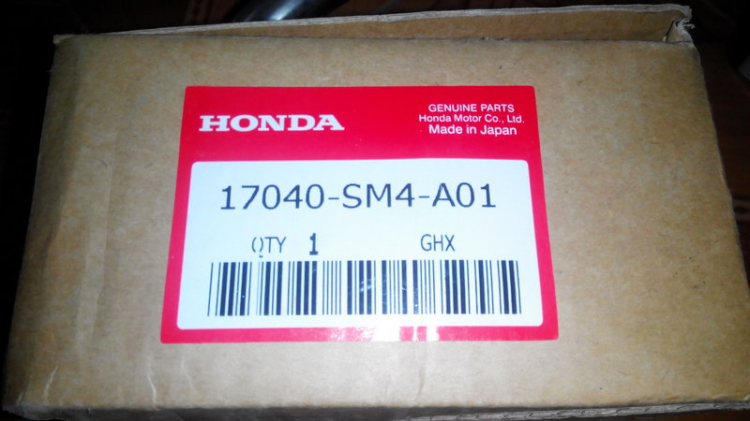 HONDA
GENUINE PARTS
Honda Motor Co., Ltd.
Made in Japan
17040-SM4-A01
QTY 1 GHX